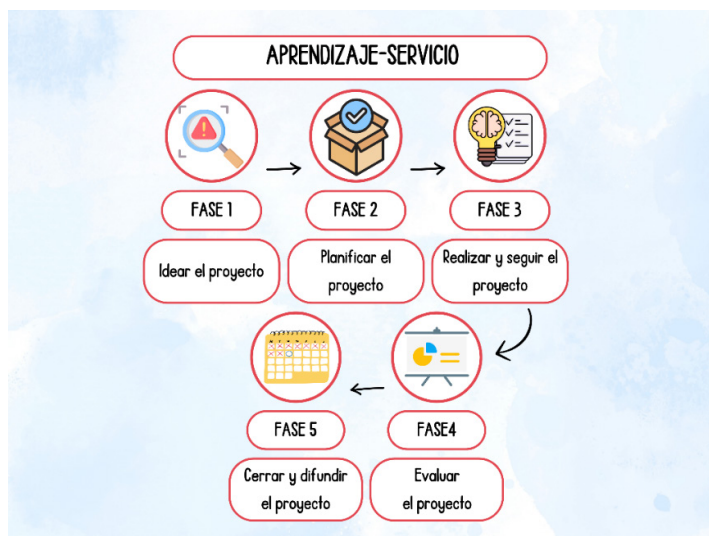 APRENDIZAJE-SERVICIO
FASE 1
FASE 2
FASE 3
Idear el proyecto
Planificar el
proyecto
Realizar y seguir el
proyecto
FASE4
Evaluar
el proyecto
FASE 5
Cerrar y difundir
el proyecto